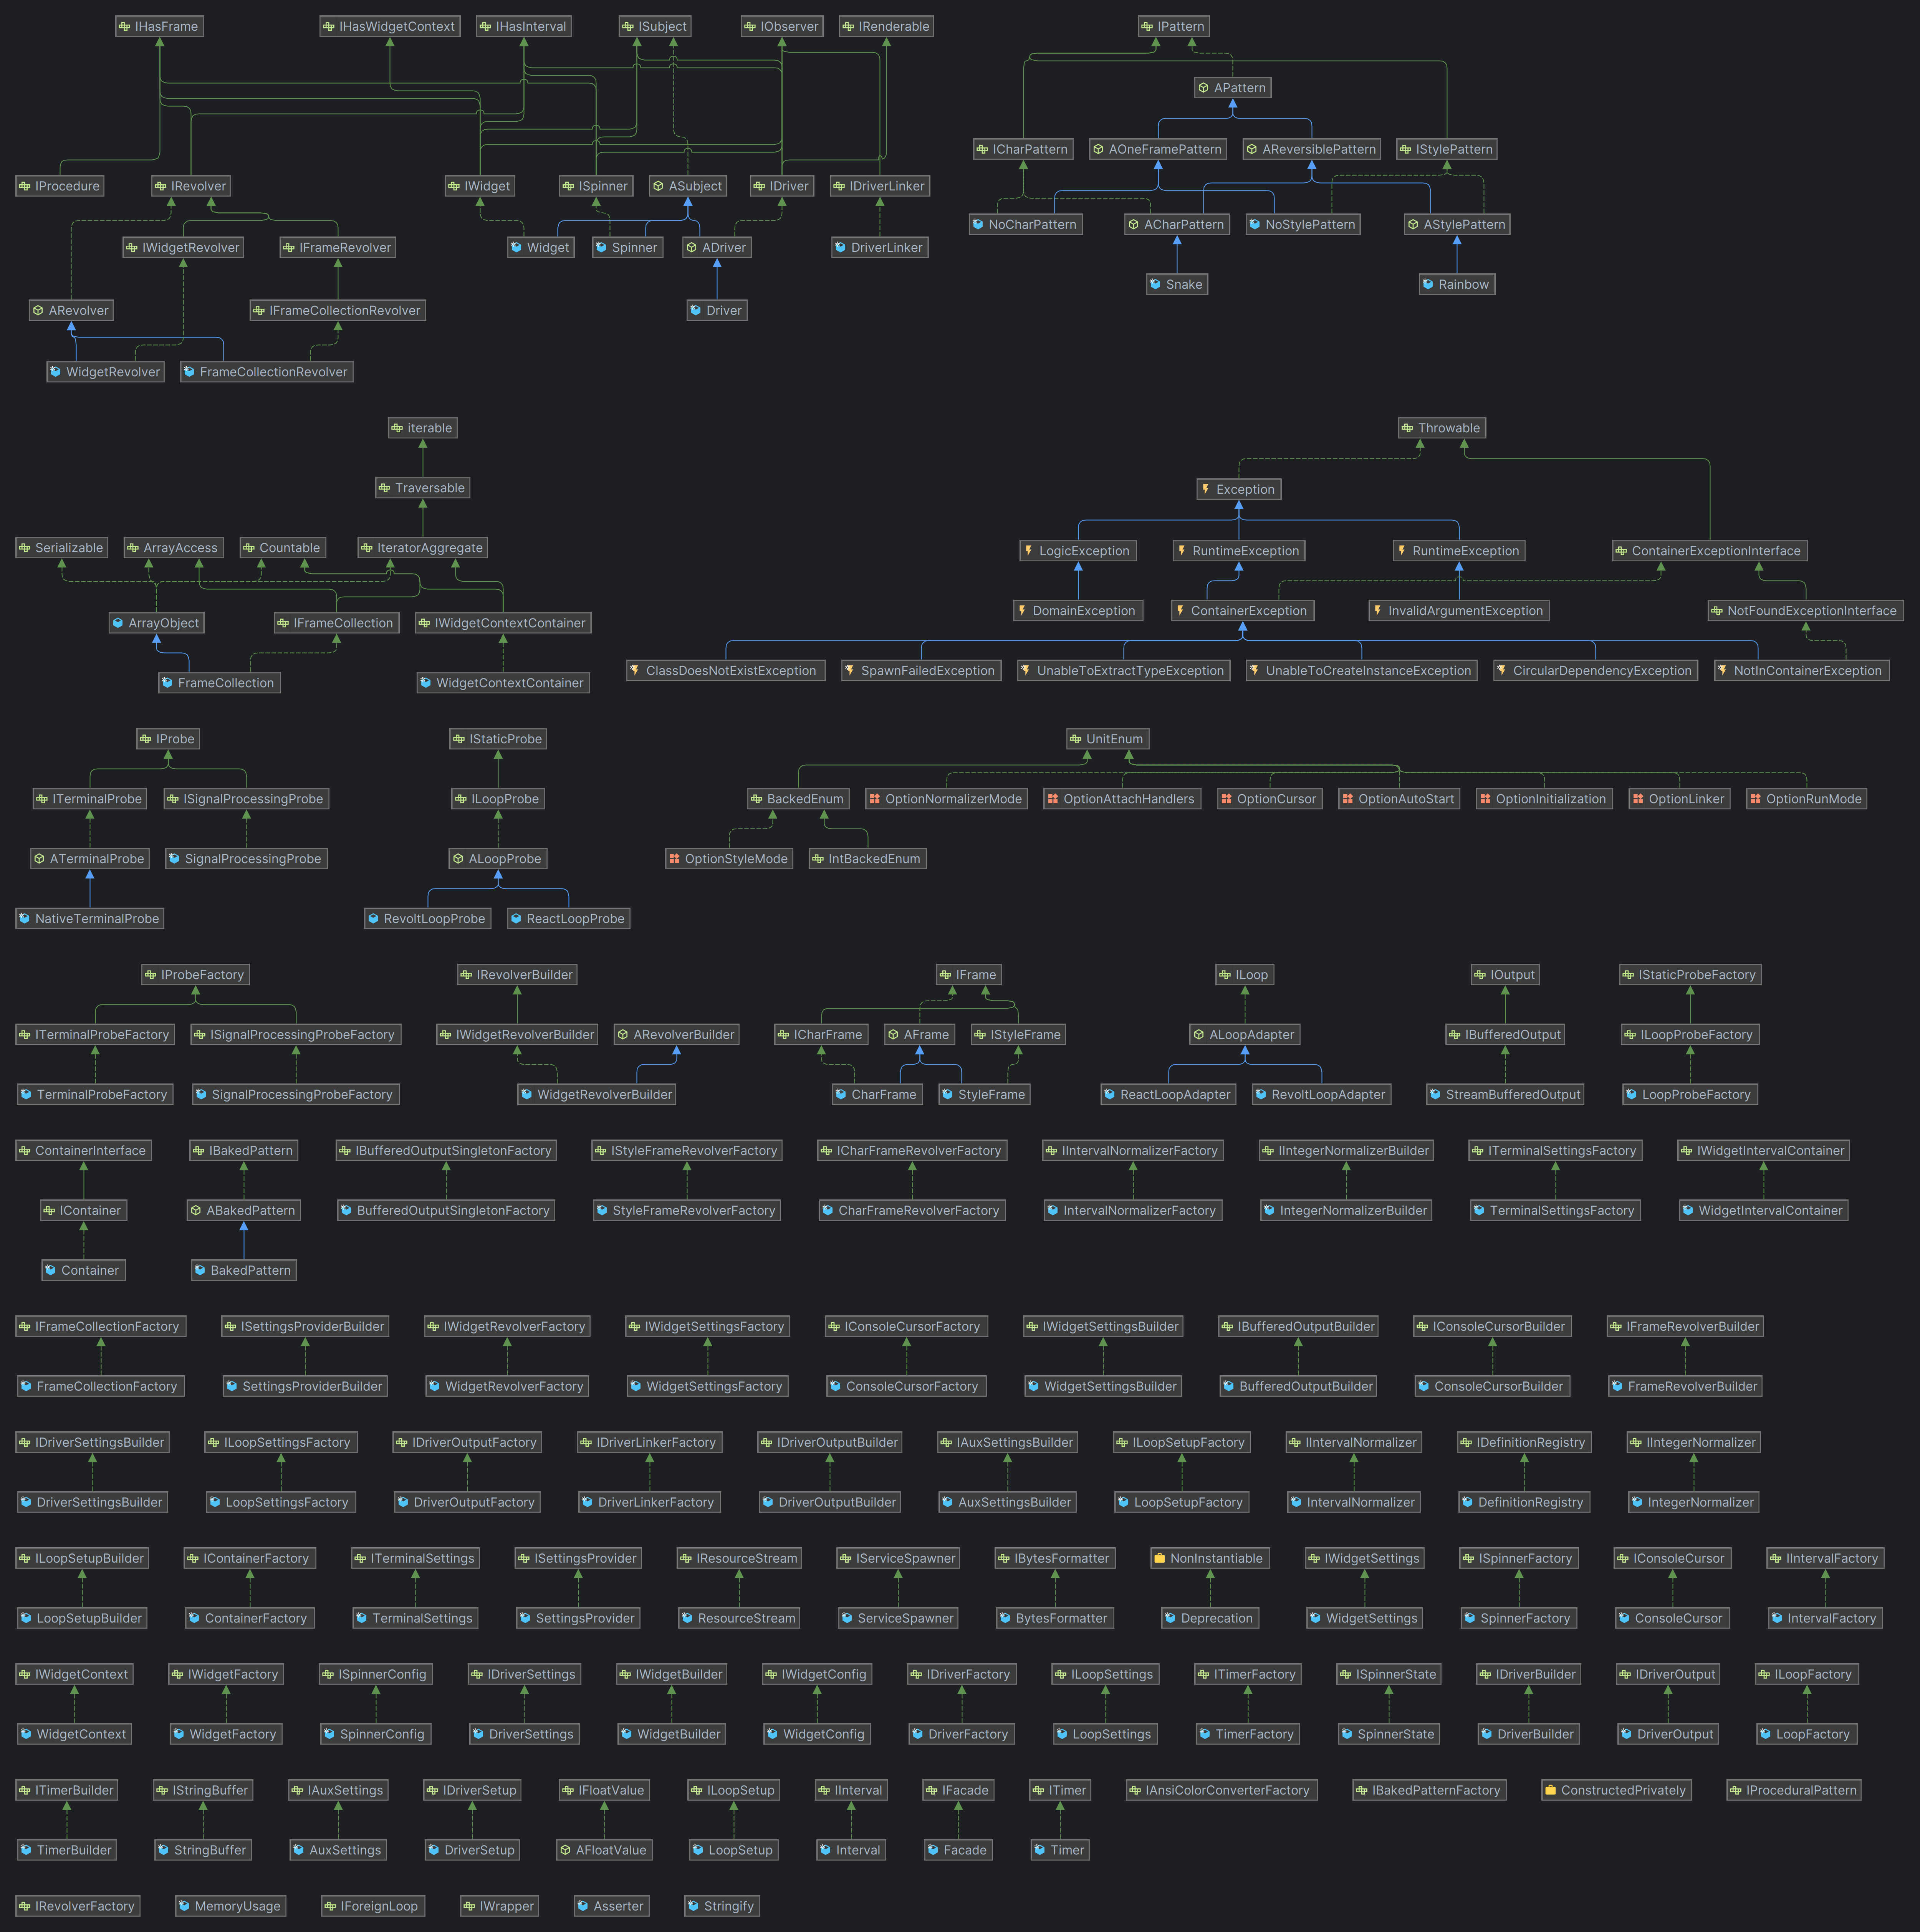 IHasFrame IHasWidgetContext IHasInterval ISubject IObserver IRenderable IPattern
APattern
ICharPattern AOneFramePattern AReversiblePattern IStylePattern
IProcedure IRevolver IWidget ISpinner ASubject IDriver IDriverLinker
NoCharPattern ACharPattern NoStylePattern AStylePattern
IWidgetRevolver IFrameRevolver Widget Spinner ADriver DriverLinker
Snake Rainbow
ARevolver IFrameCollectionRevolver Driver
WidgetRevolver FrameCollectionRevolver
iterable Throwable
Traversable Exception
Serializable ArrayAccess Countable IteratorAggregate LogicException RuntimeException RuntimeException ContainerExceptionInterface
DomainException ContainerException InvalidArgumentException NotFoundExceptionInterface
ArrayObject IFrameCollection IWidgetContextContainer
ClassDoesNotExistException SpawnFailedException UnableToExtractTypeException UnableToCreateInstanceException CircularDependencyException NotInContainerException
FrameCollection WidgetContextContainer
IProbe IStaticProbe UnitEnum
ITerminalProbe ISignalProcessingProbe ILoopProbe BackedEnum OptionNormalizerMode OptionAttachHandlers OptionCursor OptionAutoStart OptionInitialization OptionLinker OptionRunMode
ATerminalProbe SignalProcessingProbe ALoopProbe OptionStyleMode IntBackedEnum
NativeTerminalProbe RevoltLoopProbe ReactLoopProbe
IProbeFactory IRevolverBuilder IFrame ILoop IOutput IStaticProbeFactory
ITerminalProbeFactory ISignalProcessingProbeFactory IWidgetRevolverBuilder ARevolverBuilder ICharFrame AFrame IStyleFrame ALoopAdapter IBufferedOutput ILoopProbeFactory
TerminalProbeFactory SignalProcessingProbeFactory WidgetRevolverBuilder CharFrame StyleFrame ReactLoopAdapter RevoltLoopAdapter StreamBufferedOutput LoopProbeFactory
ContainerInterface IBakedPattern IBufferedOutputSingletonFactory IStyleFrameRevolverFactory ICharFrameRevolverFactory IIntervalNormalizerFactory IIntegerNormalizerBuilder ITerminalSettingsFactory IWidgetIntervalContainer
IContainer ABakedPattern BufferedOutputSingletonFactory StyleFrameRevolverFactory CharFrameRevolverFactory IntervalNormalizerFactory IntegerNormalizerBuilder TerminalSettingsFactory WidgetIntervalContainer
Container BakedPattern
IFrameCollectionFactory ISettingsProviderBuilder IWidgetRevolverFactory IWidgetSettingsFactory IConsoleCursorFactory IWidgetSettingsBuilder IBufferedOutputBuilder IConsoleCursorBuilder IFrameRevolverBuilder
FrameCollectionFactory SettingsProviderBuilder WidgetRevolverFactory WidgetSettingsFactory ConsoleCursorFactory WidgetSettingsBuilder BufferedOutputBuilder ConsoleCursorBuilder FrameRevolverBuilder
IDriverSettingsBuilder ILoopSettingsFactory IDriverOutputFactory IDriverLinkerFactory IDriverOutputBuilder IAuxSettingsBuilder ILoopSetupFactory IIntervalNormalizer IDefinitionRegistry IIntegerNormalizer
DriverSettingsBuilder LoopSettingsFactory DriverOutputFactory DriverLinkerFactory DriverOutputBuilder AuxSettingsBuilder LoopSetupFactory IntervalNormalizer DefinitionRegistry IntegerNormalizer
ILoopSetupBuilder IContainerFactory ITerminalSettings ISettingsProvider IResourceStream IServiceSpawner IBytesFormatter NonInstantiable IWidgetSettings ISpinnerFactory IConsoleCursor IIntervalFactory
LoopSetupBuilder ContainerFactory TerminalSettings SettingsProvider ResourceStream ServiceSpawner BytesFormatter Deprecation WidgetSettings SpinnerFactory ConsoleCursor IntervalFactory
IWidgetContext IWidgetFactory ISpinnerConfig IDriverSettings IWidgetBuilder IWidgetConfig IDriverFactory ILoopSettings ITimerFactory ISpinnerState IDriverBuilder IDriverOutput ILoopFactory
WidgetContext WidgetFactory SpinnerConfig DriverSettings WidgetBuilder WidgetConfig DriverFactory LoopSettings TimerFactory SpinnerState DriverBuilder DriverOutput LoopFactory
ITimerBuilder IStringBuffer IAuxSettings IDriverSetup IFloatValue ILoopSetup IInterval IFacade ITimer IAnsiColorConverterFactory IBakedPatternFactory ConstructedPrivately IProceduralPattern
TimerBuilder StringBuffer AuxSettings DriverSetup AFloatValue LoopSetup Interval Facade Timer
IRevolverFactory MemoryUsage IForeignLoop IWrapper Asserter Stringify